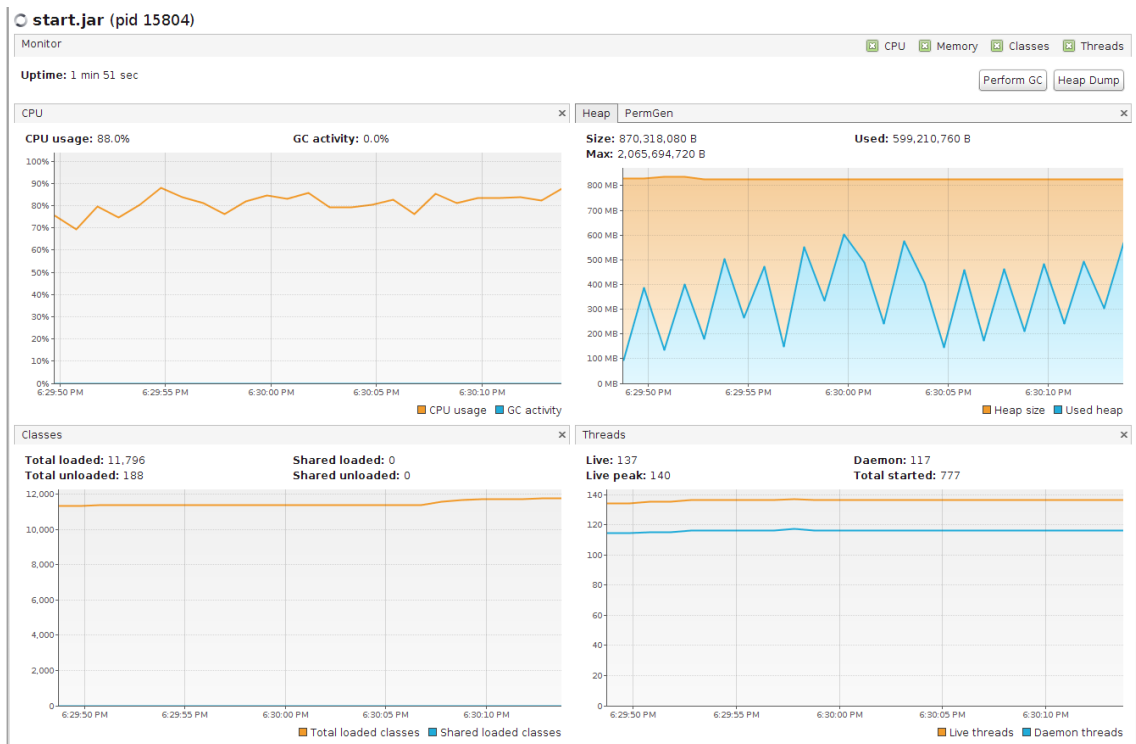 start.jar (pid 15804)
Monitor
CPU Memory Classes Threads
Uptime: 1 min 51 sec
Perform GC Heap Dump
CPU
CPU usage: 88.0% GC activity: 0.0%
100%
90%
80%
70%
60%
50%
40%
30%
20%
10%
0%
6:29:50 PM 6:29:55 PM 6:30:00 PM 6:30:05 PM 6:30:10 PM
CPU usage GC activity
Heap PermGen
Size: 870,318,080 B Used: 599,210,760 B
Max: 2,065,694,720 B
800 MB
700 MB
600 MB
500 MB
400 MB
300 MB
200 MB
100 MB
0 MB
6:29:50 PM 6:29:55 PM 6:30:00 PM 6:30:05 PM 6:30:10 PM
Heap size Used heap
Classes
Total loaded: 11,796 Shared loaded: 0
Total unloaded: 188 Shared unloaded: 0
12,000
10,000
8,000
6,000
4,000
2,000
0
6:29:50 PM 6:29:55 PM 6:30:00 PM 6:30:05 PM 6:30:10 PM
Total loaded classes Shared loaded classes
Threads
Live: 137 Daemon: 117
Live peak: 140 Total started: 777
140
120
100
80
60
40
20
0
6:29:50 PM 6:29:55 PM 6:30:00 PM 6:30:05 PM 6:30:10 PM
Live threads Daemon threads